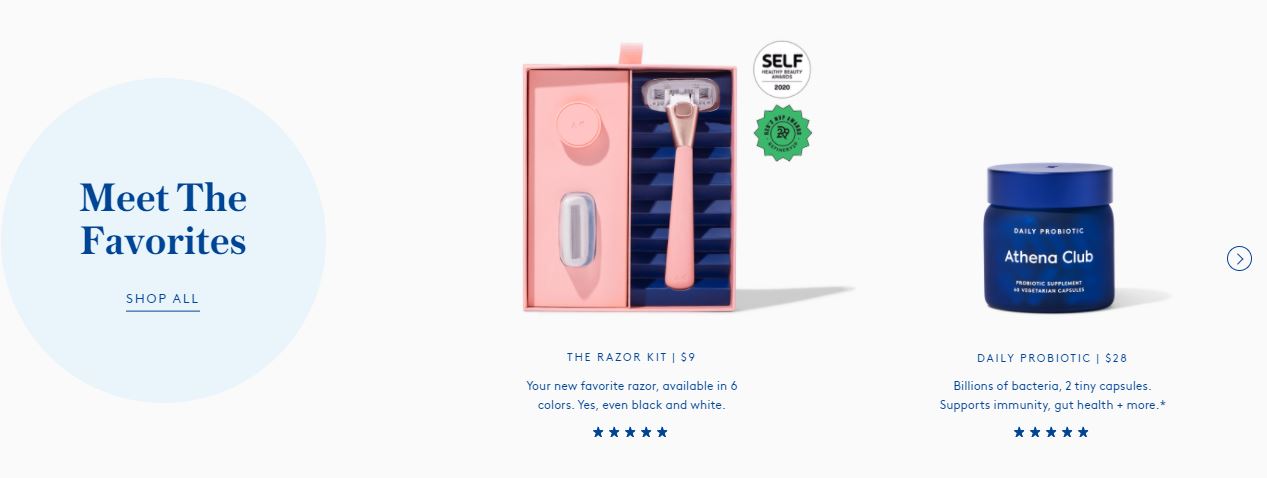 Meet The
Favorites
SHOP ALL
SELF
HEALTHY BEAUTY
AWARDS
2020
REFINERY29
DAILY PROBIOTIC
Athena Club
PROBIOTIC SUPPLEMENT
60 VEGETARIAN CAPSULES
THE RAZOR KIT | $9
Your new favorite razor, available in 6
colors. Yes, even black and white.
★ ★ ★ ★ ★
DAILY PROBIOTIC | $28
Billions of bacteria, 2 tiny capsules.
Supports immunity, gut health + more.*
★ ★ ★ ★ ★